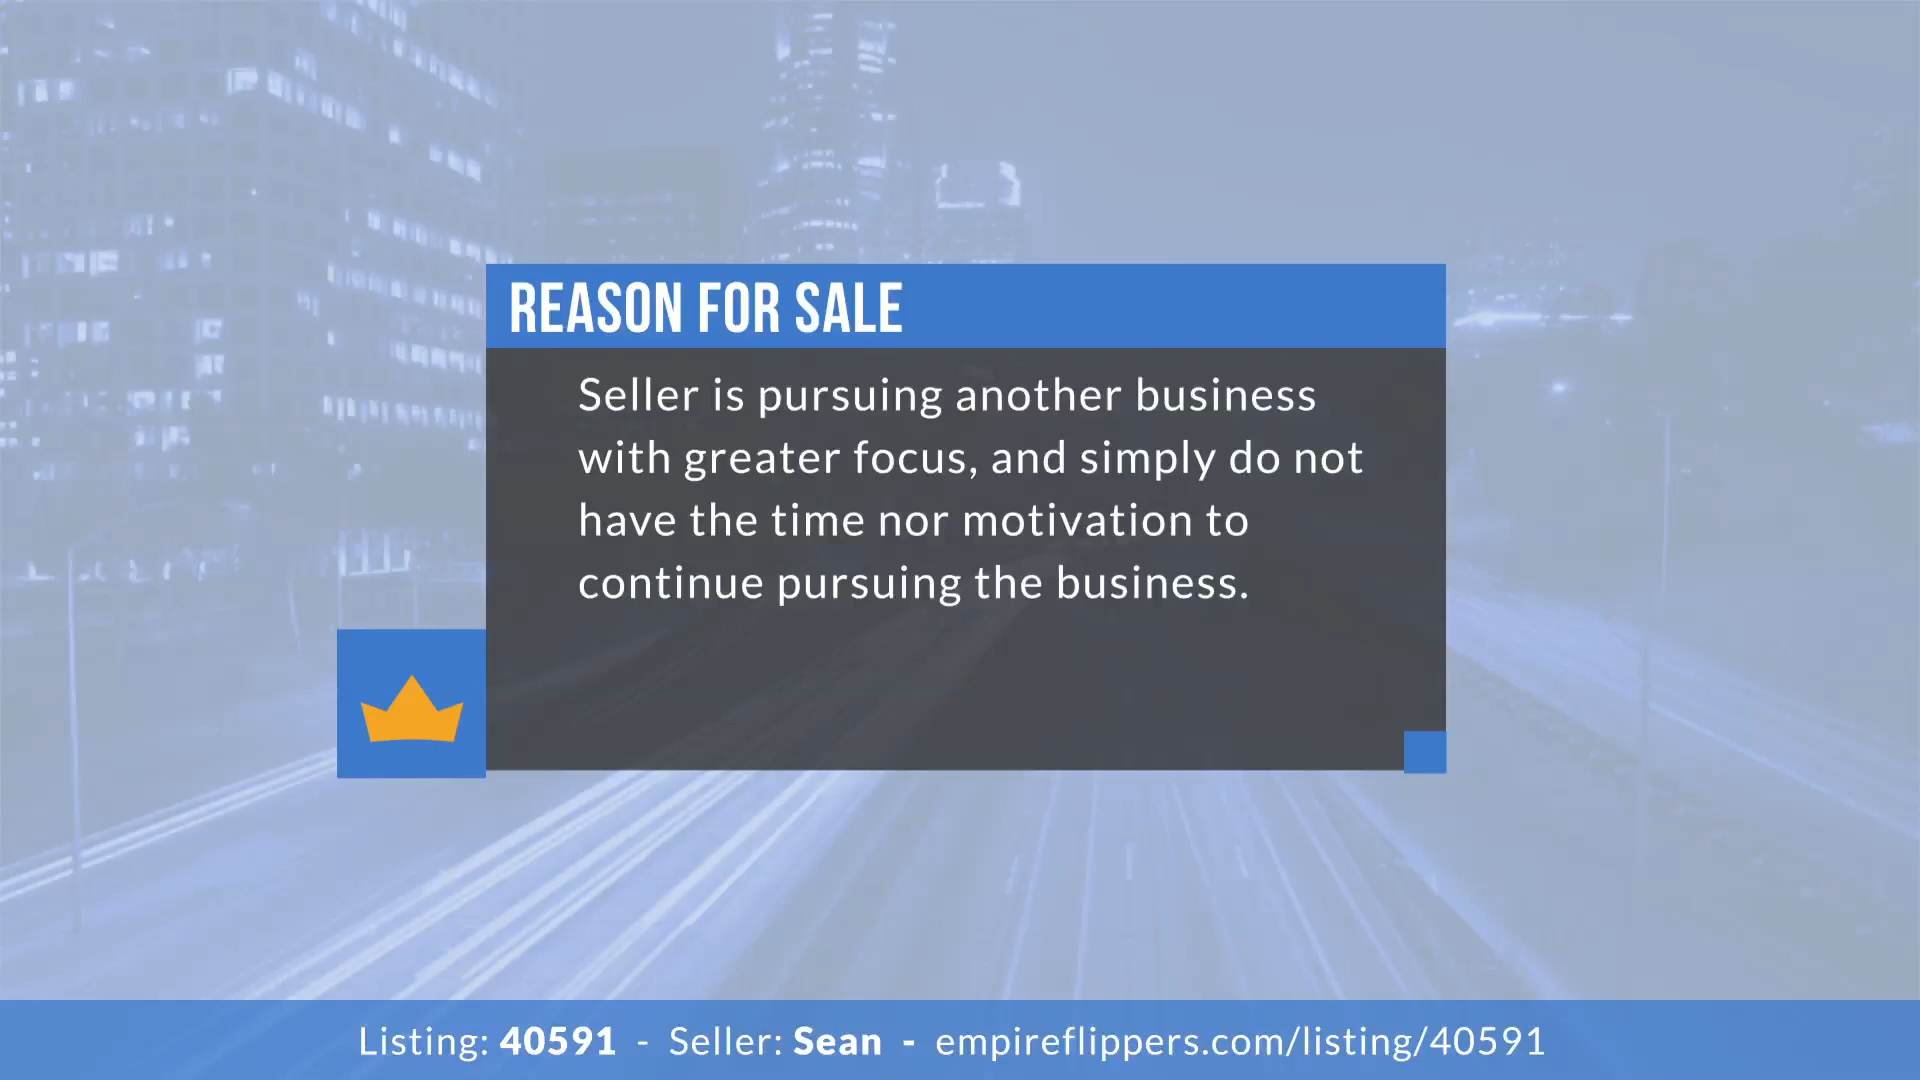 REASON FOR SALE
Seller is pursuing another business
with greater focus, and simply do not
have the time nor motivation to
continue pursuing the business.
Listing: 40591 - Seller: Sean - empireflippers.com/listing/40591